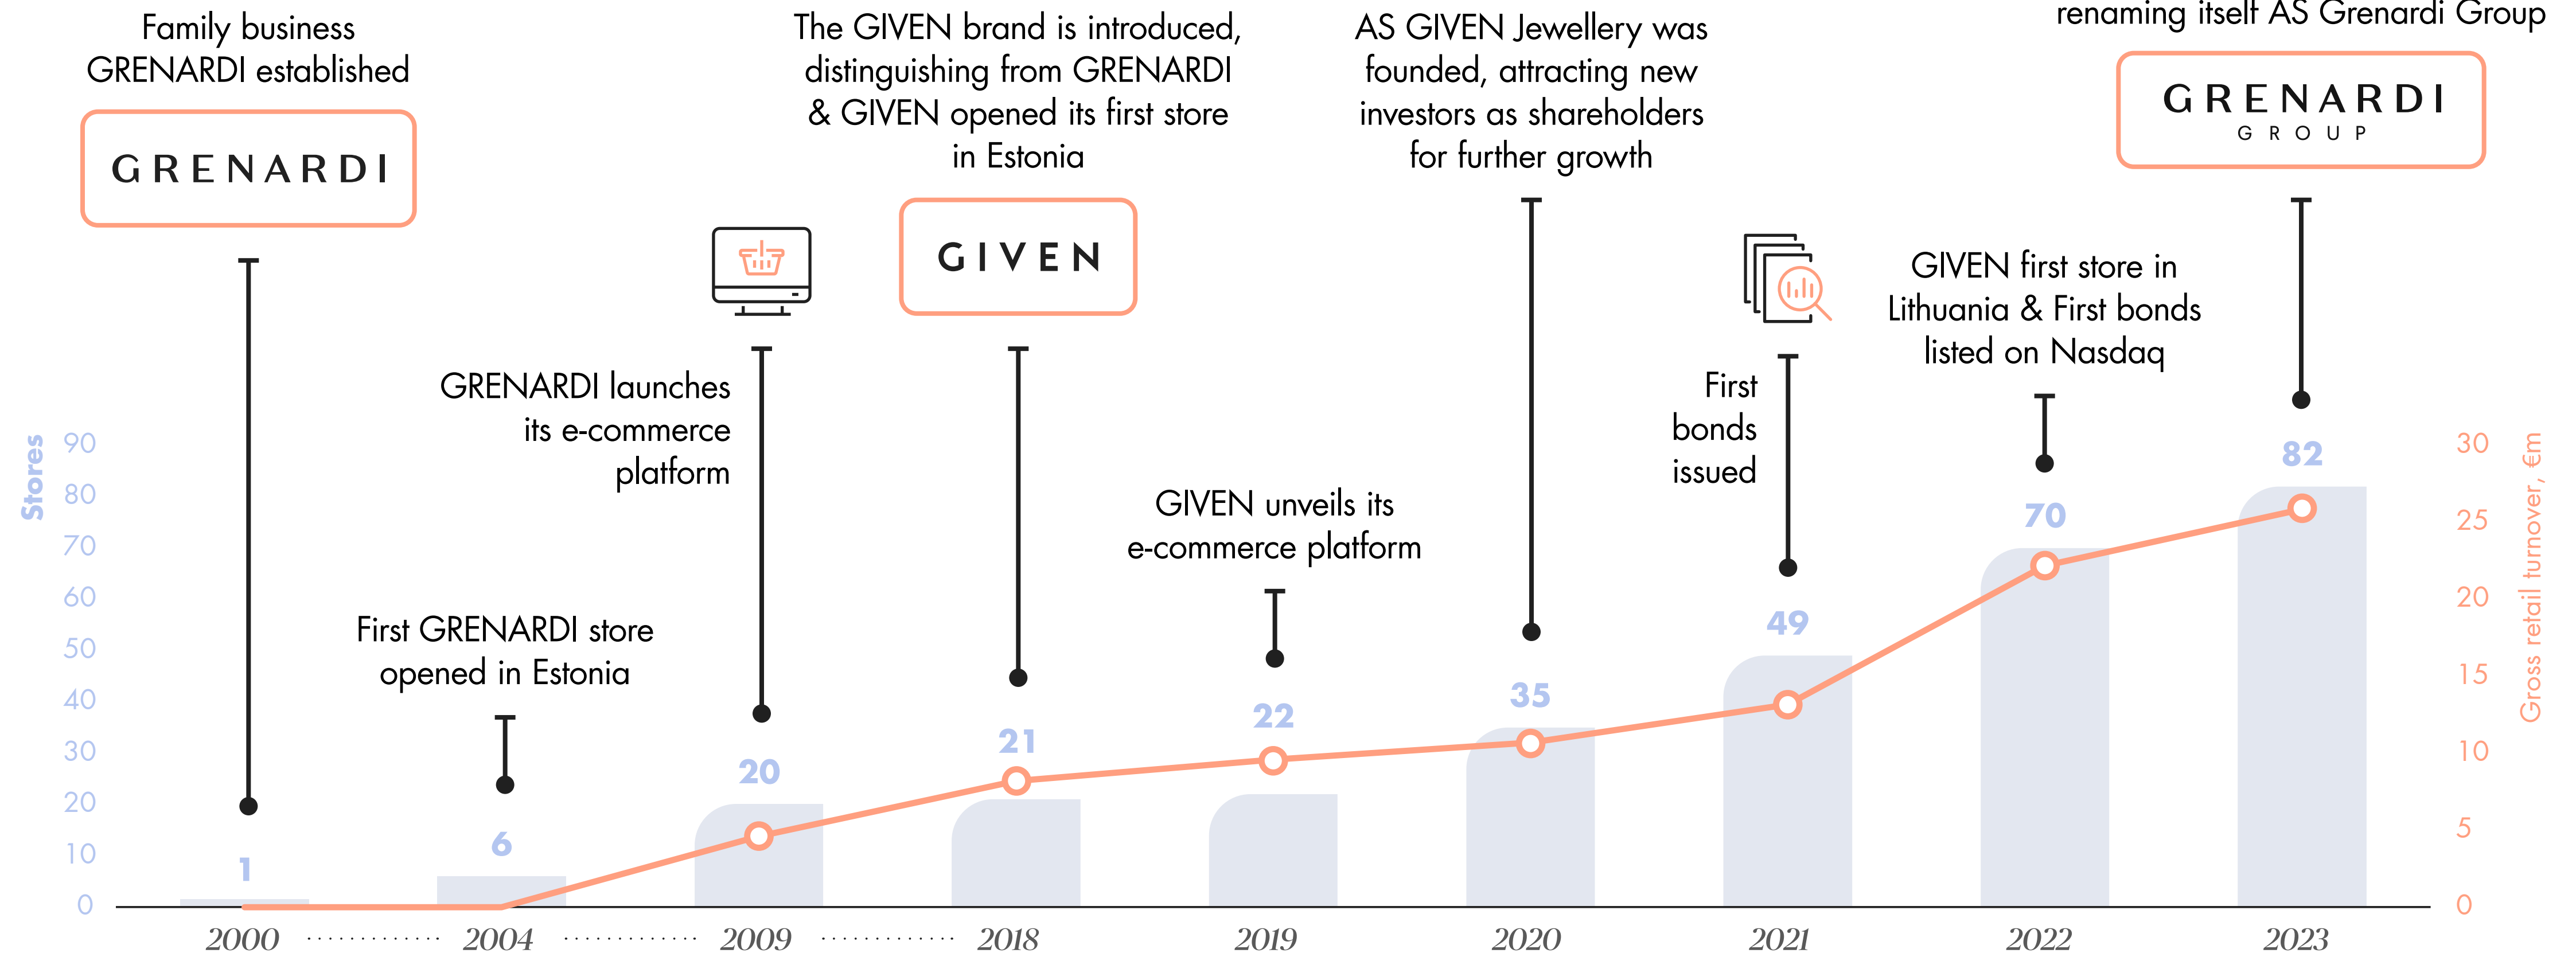 Family business
GRENARDI established
GRENARDI
First GRENARDI store
opened in Estonia
GRENARDI launches
its e-commerce
platform
The GIVEN brand is introduced,
distinguishing from GRENARDI
& GIVEN opened its first store
in Estonia
GIVEN
GIVEN unveils its
e-commerce platform
AS GIVEN Jewellery was
founded, attracting new
investors as shareholders
for further growth
First
bonds
issued
GIVEN first store in
Lithuania & First bonds
listed on Nasdaq
renaming itself AS Grenardi Group
GRENARDI
GROUP
Stores
90
80
70
60
50
40
30
20
10
0
1
6
20
21
22
35
49
70
82
30
25
20
15
10
5
0
Gross retail turnover, €m
2000 ............ 2004 ............ 2009 ............ 2018 2019 2020 2021 2022 2023